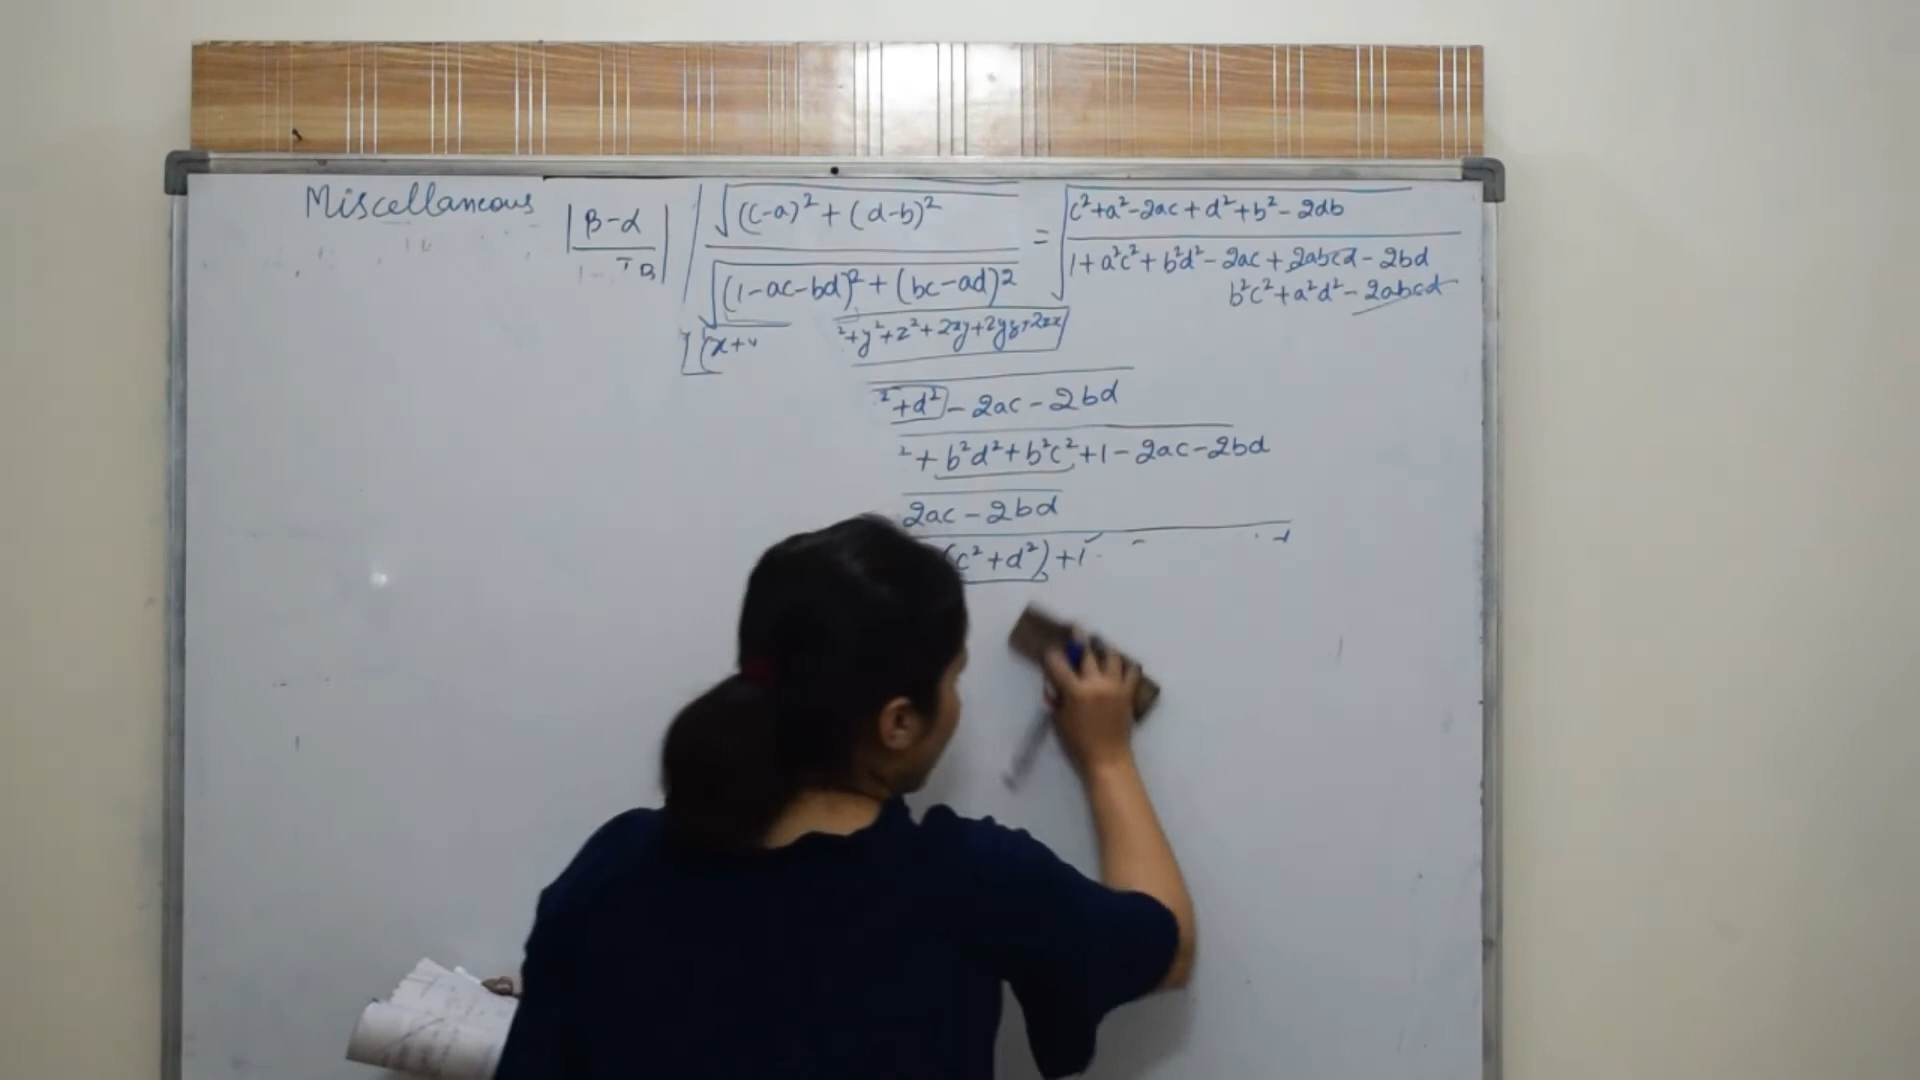 Miscellaneous
|β-α
√(c-a)²+(d-b)²
√(1-ac-bd)²+(bc-ad)²
=
√c²+a²-2ac+d²+b²-2db
1+a²c²+b²d²-2ac+2abcd-2bd
b²c²+a²d²-2abcd
(x+
²+y²+z²+2xy+2yz+2zx
²+d²-2ac-2bd
²+b²d²+b²c²+1-2ac-2bd
2ac-2bd
(c²+d²)+1